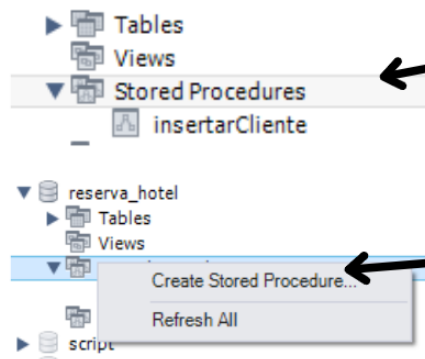 Tables
Views
Stored Procedures
insertarCliente
reserva_hotel
Tables
Views
Create Stored Procedure...
Refresh All
script